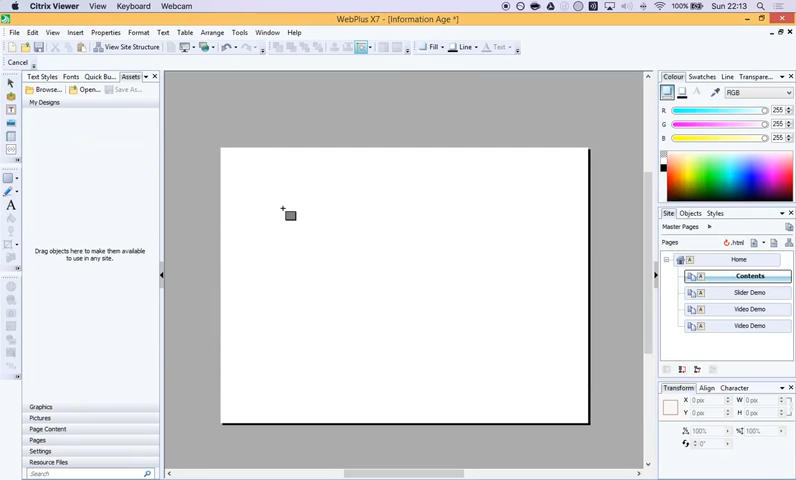 Citrix Viewer View Keyboard Webcam 100% Sun 22:13
WebPlus X7 - [Information Age *]
File Edit View Insert Properties Format Text Table Arrange Tools Window Help
View Site Structure Fill Line Text
Cancel
Text Styles Fonts Quick Bu... Assets
Browse... Open... Save As...
My Designs
Drag objects here to make them available
to use in any site.
Graphics
Pictures
Page Content
Pages
Settings
Resource Files
Search
Colour Swatches Line Transpare...
RGB
R 255
G 255
B 255
Site Objects Styles
Master Pages
Pages .html
Home
Contents
Slider Demo
Video Demo
Video Demo
Transform Align Character
X 0 pix W 0 pix
Y 0 pix H 0 pix
100% 100%
0°